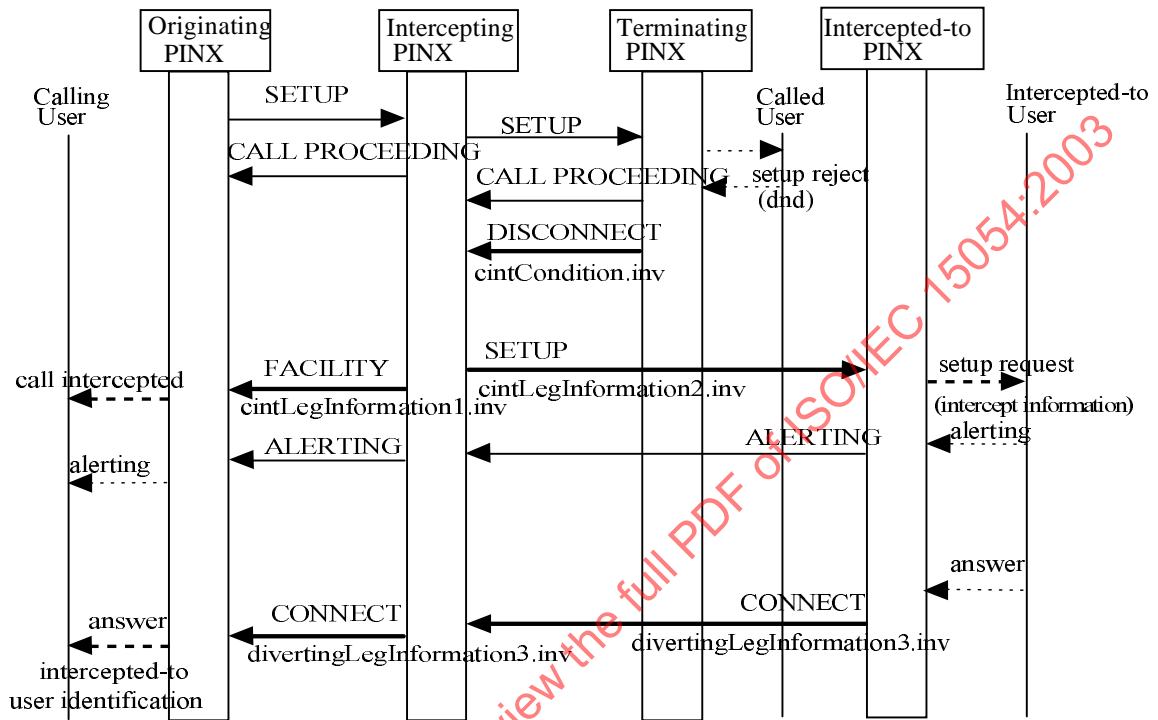 Originating
PINX
Intercepting
PINX
Terminating
PINX
Intercepted-to
PINX
Calling
User
Called
User
Intercepted-to
User
SETUP
SETUP
CALL PROCEEDING
CALL PROCEEDING
setup reject
(dnd)
DISCONNECT
cintCondition.inv
SETUP
cintLegInformation2.inv
FACILITY
cintLegInformation1.inv
call intercepted
setup request
(intercept information)
alerting
ALERTING
ALERTING
alerting
answer
CONNECT
divertingLegInformation3.inv
CONNECT
divertingLegInformation3.inv
answer
intercepted-to
user identification
view the full PDF of ISO/IEC 15054:2003